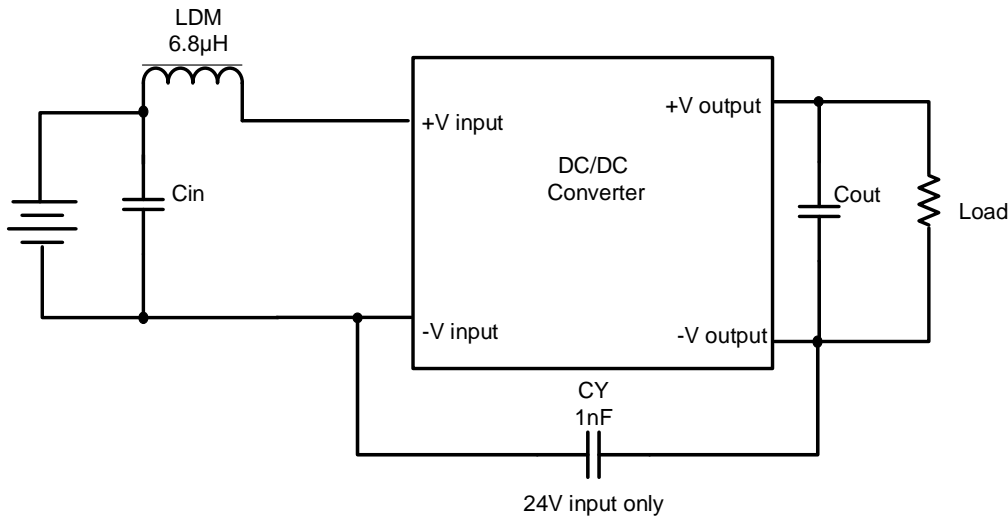 LDM
6.8µH
+V input
+V output
DC/DC
Converter
Cin
Cout
Load
-V input
-V output
CY
1nF
24V input only